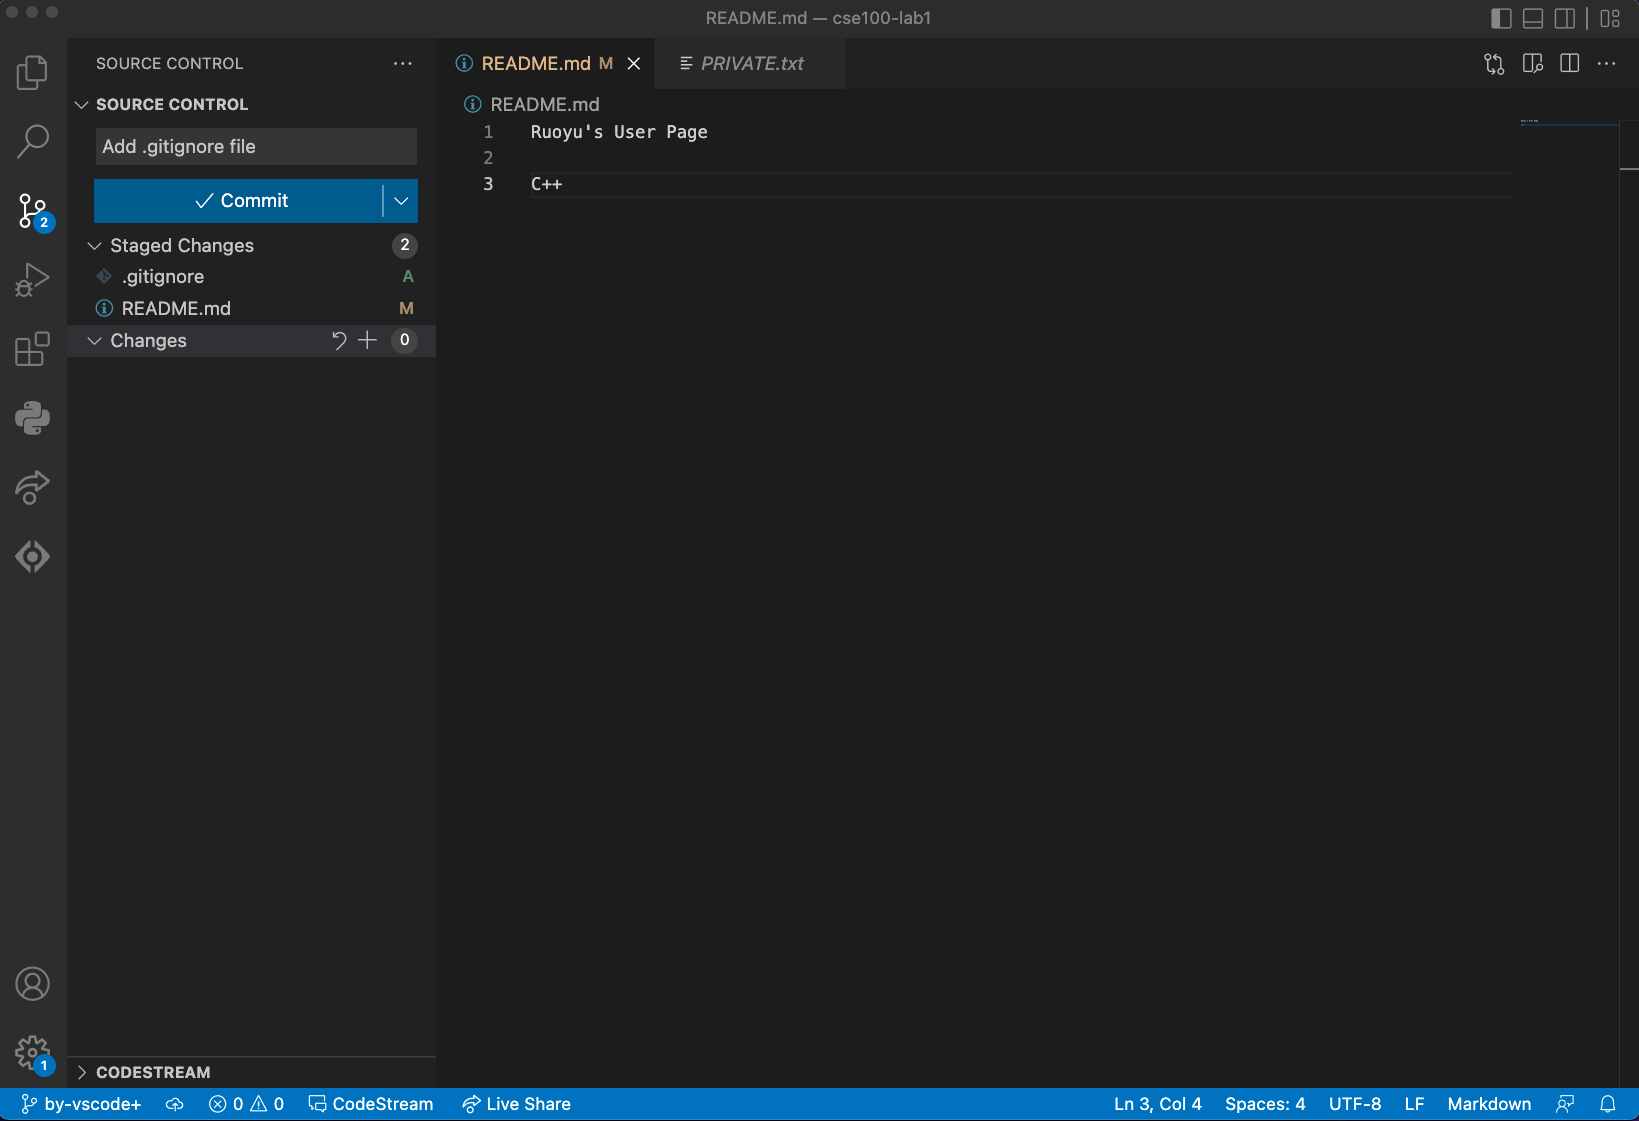 README.md — cse100-lab1
SOURCE CONTROL
SOURCE CONTROL
Add .gitignore file
Commit
Staged Changes 2
.gitignore A
README.md M
Changes 0
CODESTREAM
README.md M
PRIVATE.txt
README.md
1 Ruoyu's User Page
2
3 C++
2
1
by-vscode+ 0 0 CodeStream Live Share
Ln 3, Col 4 Spaces: 4 UTF-8 LF Markdown